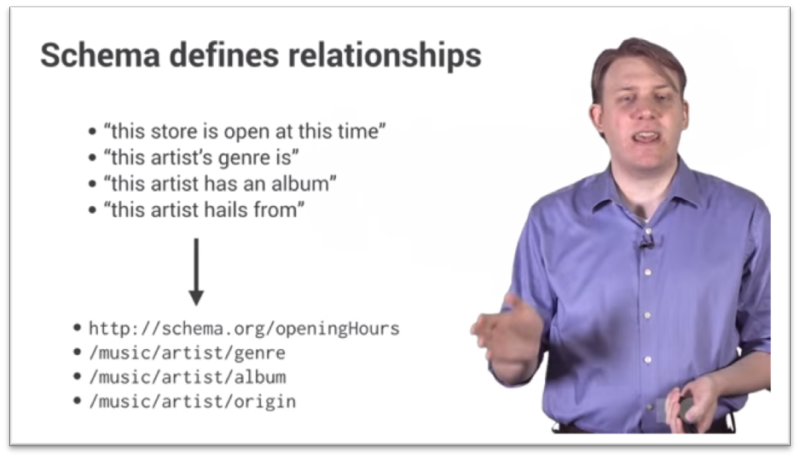 Schema defines relationships
• “this store is open at this time”
• “this artist’s genre is”
• “this artist has an album”
• “this artist hails from”
• http://schema.org/openingHours
• /music/artist/genre
• /music/artist/album
• /music/artist/origin